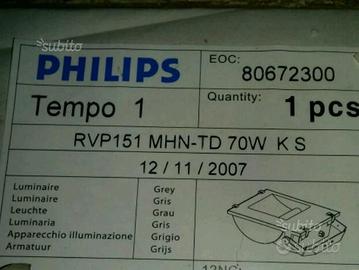 subito
PHILIPS
EOC:
80672300
Tempo 1
Quantity:
1 pcs
RVP151 MHN-TD 70W K S
12 / 11 / 2007
Luminaire
Grey
Luminaire
Gris
Leuchte
Grau
Luminaria
Gris
Apparecchio illuminazione
Grigio
Armatuur
Grijs
subito
12NC: